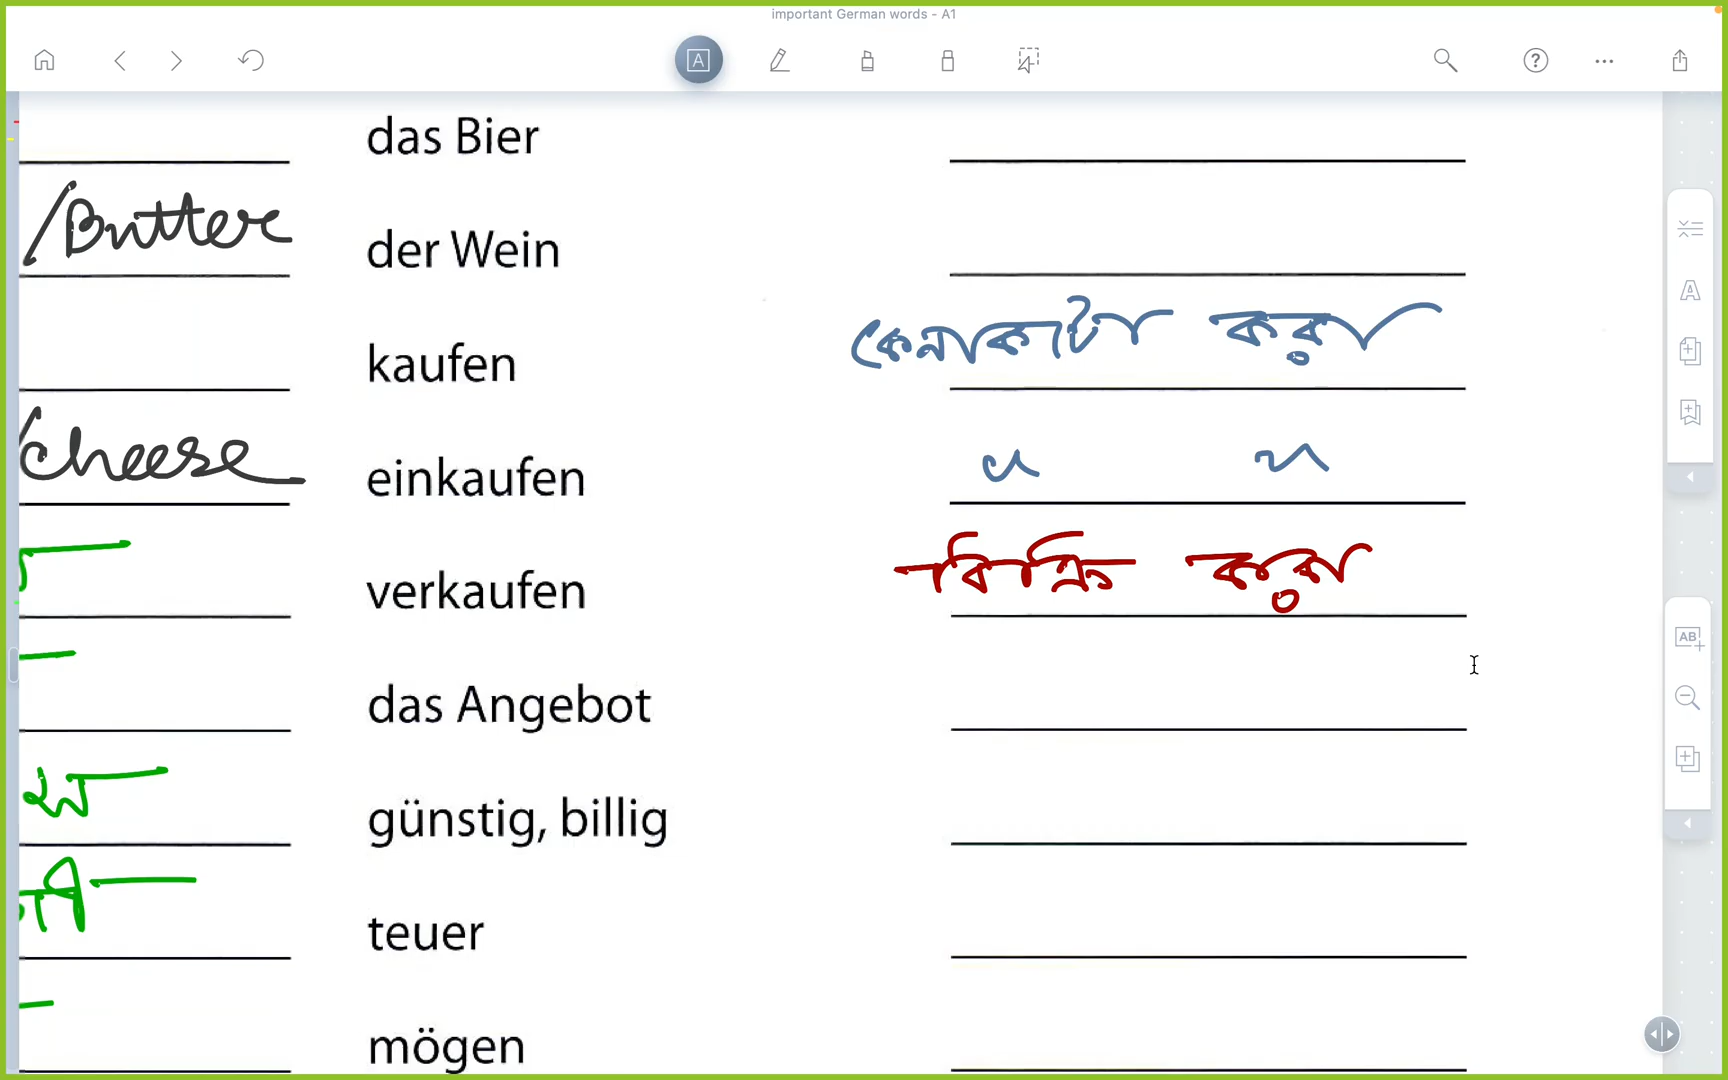 important German words - A1
das Bier
/Butter
der Wein
কেনাকাটা করা
kaufen
cheese
einkaufen
বিক্রি করা
verkaufen
das Angebot
günstig, billig
teuer
mögen